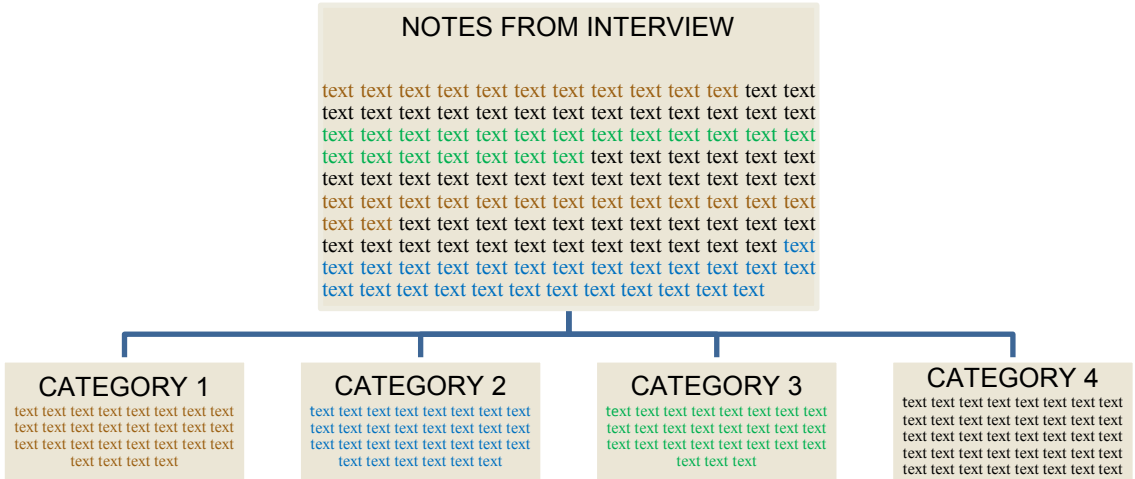 NOTES FROM INTERVIEW
text text text text text text text text text text text text text
text text text text text text text text text text text text text
text text text text text text text text text text text text text
text text text text text text text text text text text text text
text text text text text text text text text text text text text
text text text text text text text text text text text text text
text text text text text text text text text text text text text
text text text text text text text text text text text text text
text text text text text text text text text text text text text
text text text text text text text text text text text text
CATEGORY 1
text text text text text text text text
text text text text text text text text
text text text text text text text text
text text text text
CATEGORY 2
text text text text text text text text
text text text text text text text text
text text text text text text text text
text text text text text text
CATEGORY 3
text text text text text text text text
text text text text text text text text
text text text text text text text text
text text text
CATEGORY 4
text text text text text text text text
text text text text text text text text
text text text text text text text text
text text text text text text text text
text text text text text text text text